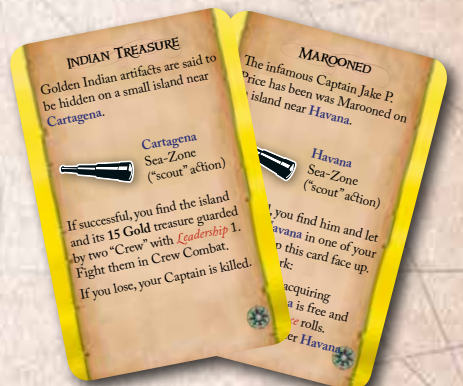 INDIAN TREASURE
Golden Indian artifacts are said to
be hidden on a small island near
Cartagena.
Cartagena
Sea-Zone
("scout" action)
If successful, you find the island
and its 15 Gold treasure guarded
by two "Crew" with Leadership 1.
Fight them in Crew Combat.
If you lose, your Captain is killed.
MAROONED
The infamous Captain Jake P.
Price has been was Marooned on
island near Havana.
Havana
Sea-Zone
("scout" action)
, you find him and let
Havana in one of your
p this card face up.
rk:
acquiring
a is free and
re rolls.
er Havana